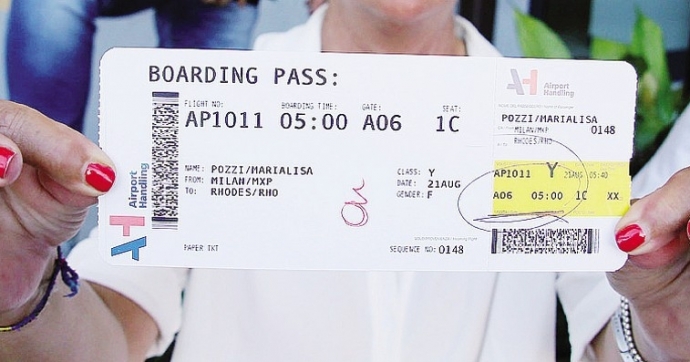 BOARDING PASS:
FLIGHT NO: BOARDING TIME: GATE: SEAT:
AP1011 05:00 A06 1C
NAME: POZZI/MARIALISA
FROM: MILAN/MXP
TO: RHODES/RHO
CLASS: Y
DATE: 21AUG
GENDER: F
PAPER TKT
SEQUENCE NO: 0148
Airport
Handling
Airport
Handling
POZZI/MARIALISA
MILAN/MXP 0148
RHODES/RHO
AP1011 Y 21AUG 05:40
A06 05:00 1C XX